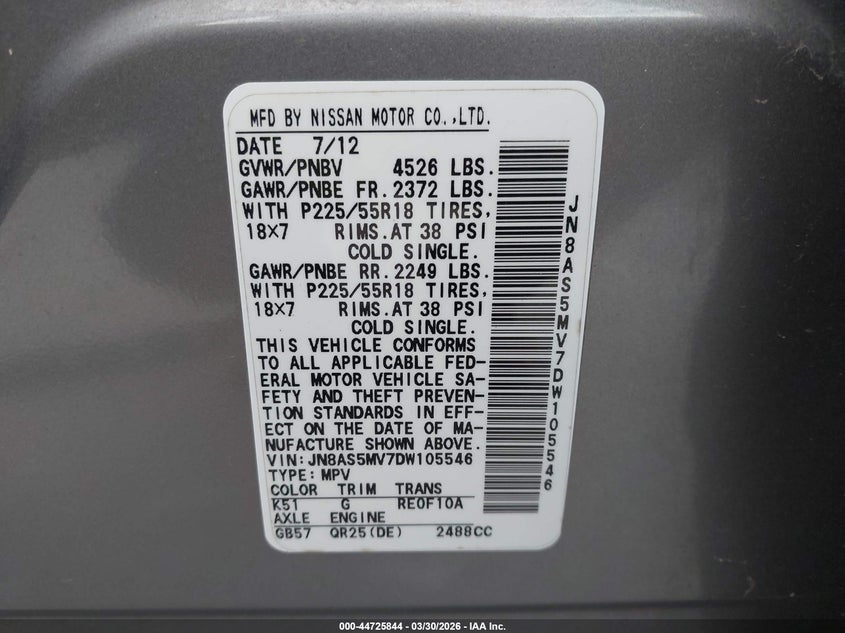 MFD BY NISSAN MOTOR CO.,LTD.
DATE 7/12
GVWR/PNBV 4526 LBS.
GAWR/PNBE FR.2372 LBS.
WITH P225/55R18 TIRES,
18×7 RIMS.AT 38 PSI
COLD SINGLE.
GAWR/PNBE RR.2249 LBS.
WITH P225/55R18 TIRES,
18×7 RIMS.AT 38 PSI
COLD SINGLE.
THIS VEHICLE CONFORMS
TO ALL APPLICABLE FED-
ERAL MOTOR VEHICLE SA-
FETY AND THEFT PREVEN-
TION STANDARDS IN EFF-
ECT ON THE DATE OF MA-
NUFACTURE SHOWN ABOVE.
VIN:JN8AS5MV7DW105546
TYPE:MPV
COLOR TRIM TRANS
K51 G RE0F10A
AXLE ENGINE
GB57 QR25(DE) 2488CC
JN8AS5MV7DW105546
000-44725844 | 03/30/2026 - IAA Inc.